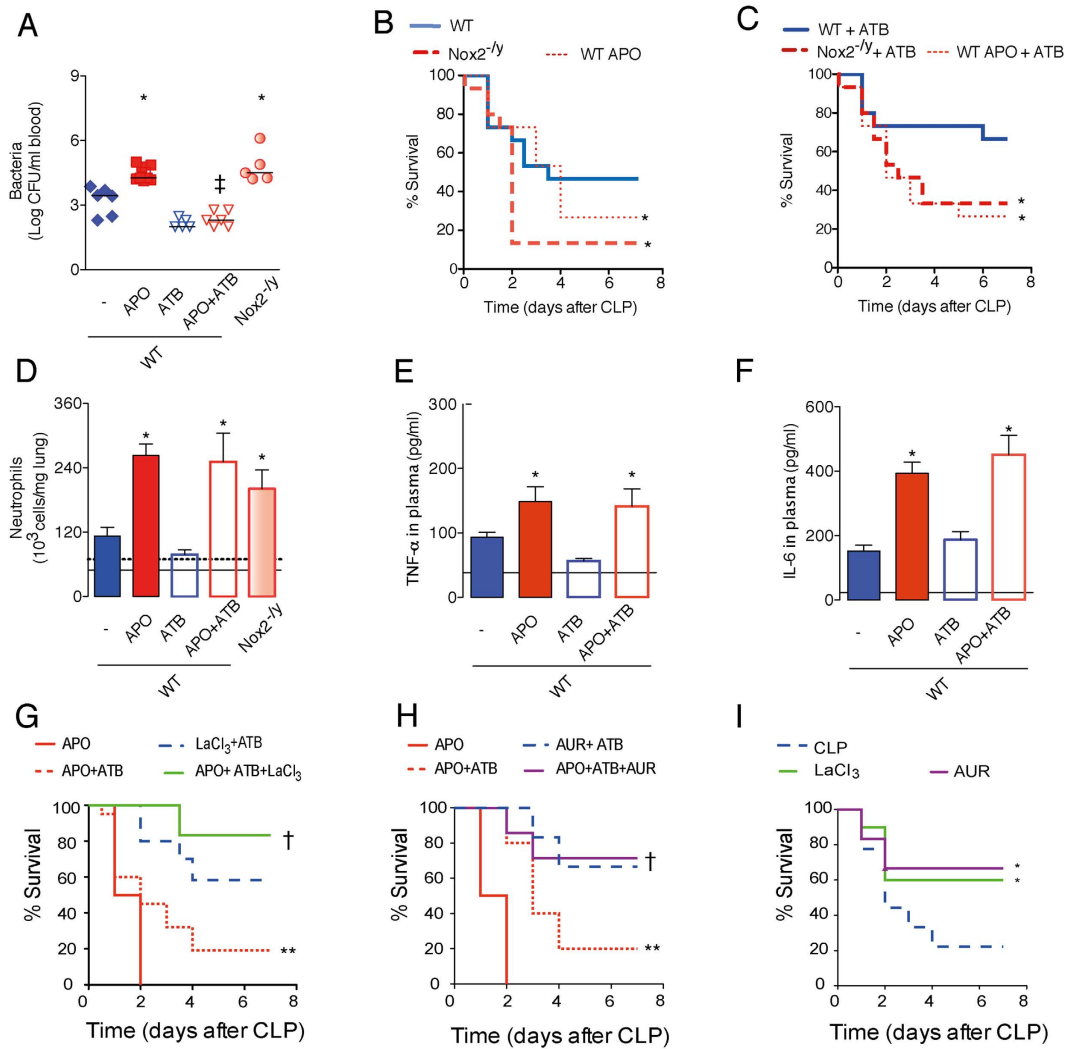 A
Bacteria
(Log CFU/ml blood)
9
6
3
0
*
‡
*
-
APO
ATB
APO+ATB
Nox2-/y
WT
B
WT
Nox2-/y
WT APO
% Survival
100
80
60
40
20
0
*
*
0 2 4 6 8
Time (days after CLP)
C
WT + ATB
Nox2-/y + ATB
WT APO + ATB
% Survival
100
80
60
40
20
0
*
*
0 2 4 6 8
Time (days after CLP)
D
Neutrophils
(10³cells/mg lung)
360
240
120
0
*
*
*
-
APO
ATB
APO+ATB
Nox2-/y
WT
E
TNF-α in plasma (pg/ml)
300
200
100
0
*
*
-
APO
ATB
APO+ATB
WT
F
IL-6 in plasma (pg/ml)
600
400
200
0
*
*
-
APO
ATB
APO+ATB
WT
G
APO
LaCl₃+ATB
APO+ATB
APO+ ATB+LaCl₃
% Survival
100
80
60
40
20
0
†
**
0 2 4 6 8
Time (days after CLP)
H
APO
AUR+ ATB
APO+ATB
APO+ATB+AUR
% Survival
100
80
60
40
20
0
†
**
0 2 4 6 8
Time (days after CLP)
I
CLP
LaCl₃
AUR
% Survival
100
80
60
40
20
0
*
*
0 2 4 6 8
Time (days after CLP)